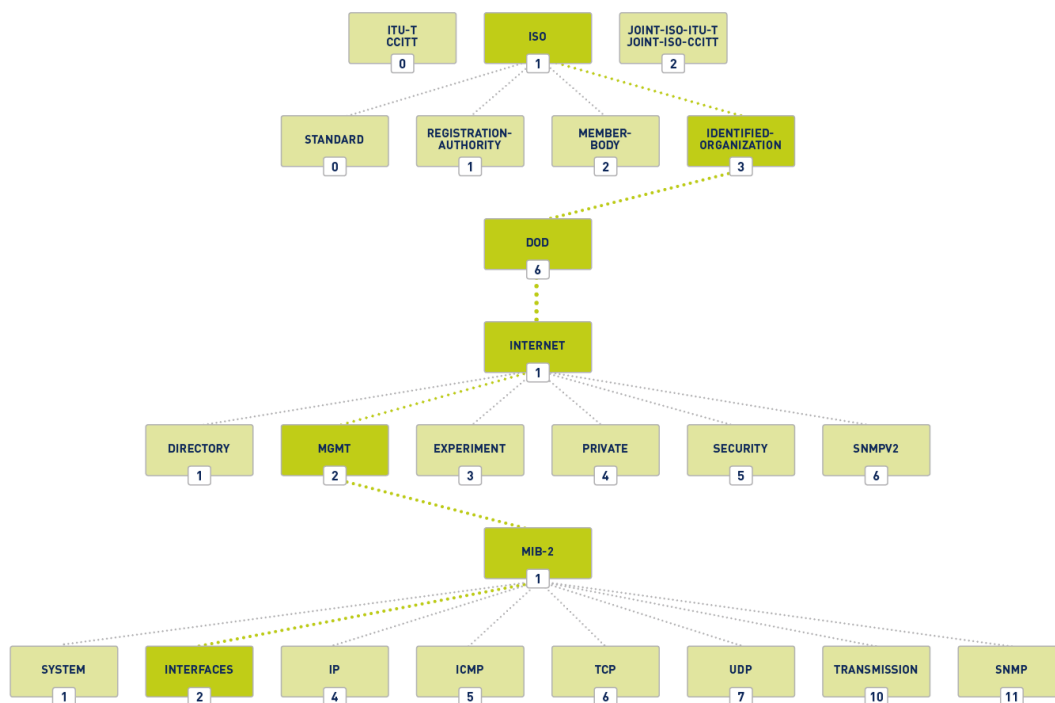 ITU-T
CCITT
0
ISO
1
JOINT-ISO-ITU-T
JOINT-ISO-CCITT
2
STANDARD
0
REGISTRATION-
AUTHORITY
1
MEMBER-
BODY
2
IDENTIFIED-
ORGANIZATION
3
DOD
6
INTERNET
1
DIRECTORY
1
MGMT
2
EXPERIMENT
3
PRIVATE
4
SECURITY
5
SNMPV2
6
MIB-2
1
SYSTEM
1
INTERFACES
2
IP
4
ICMP
5
TCP
6
UDP
7
TRANSMISSION
10
SNMP
11